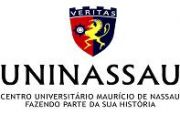 VERITAS
UNINASSAU
CENTRO UNIVERSITÁRIO MAURÍCIO DE NASSAU
FAZENDO PARTE DA SUA HISTÓRIA